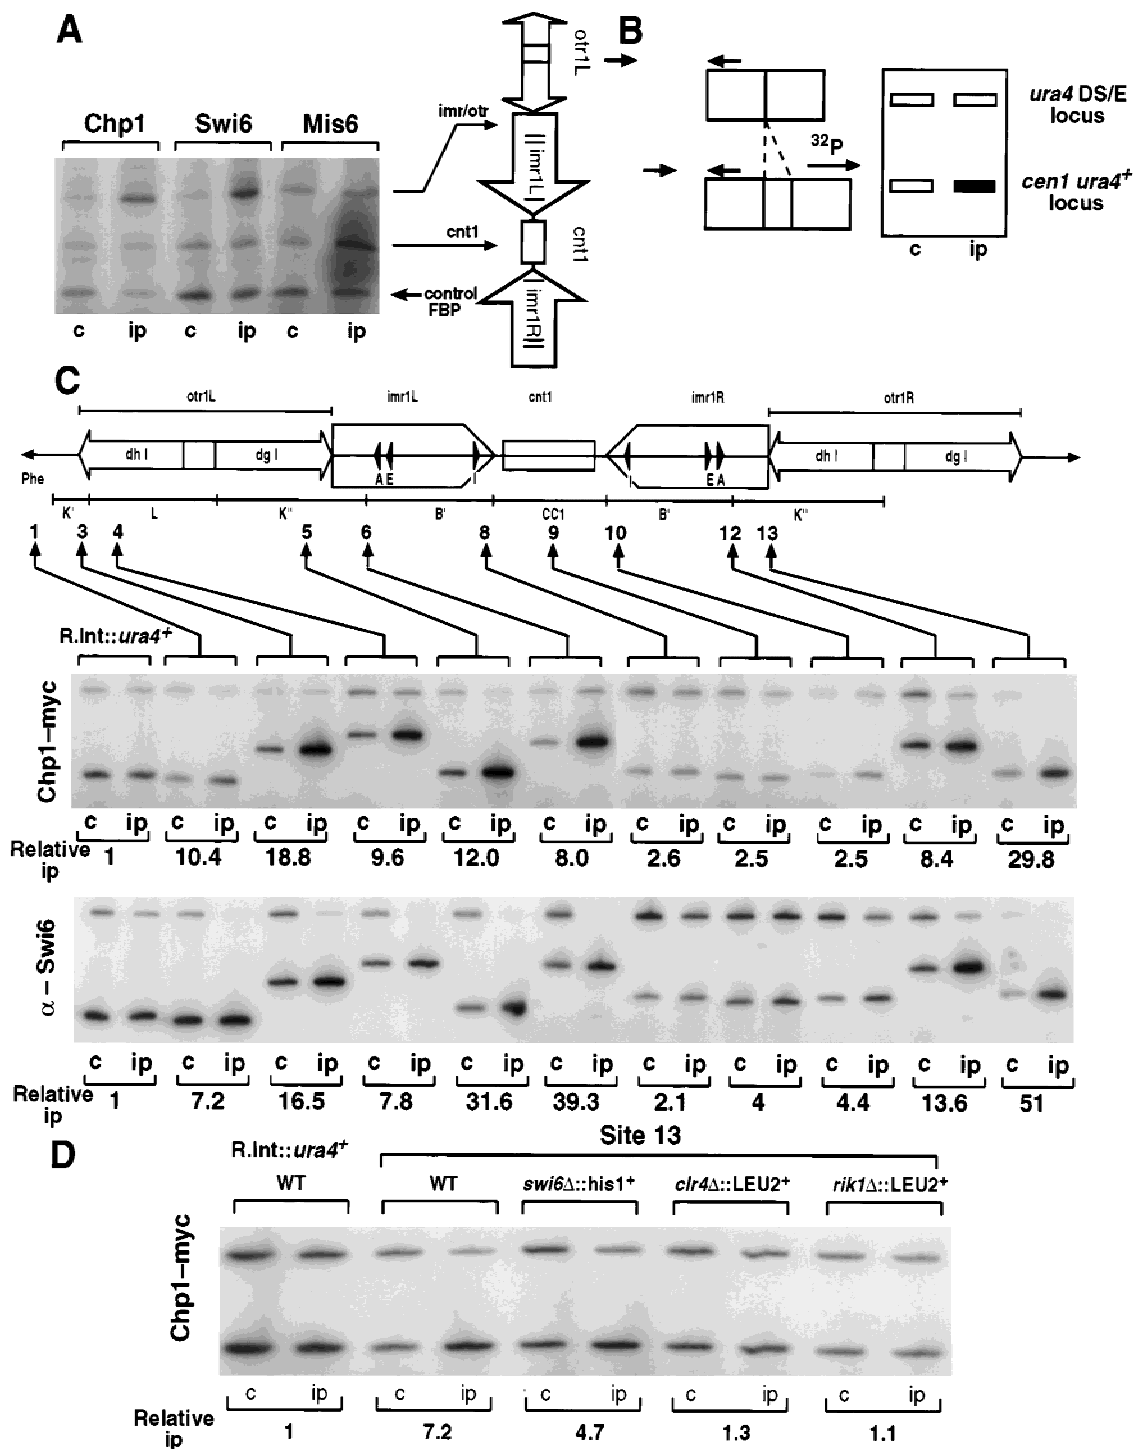 A
B
Chp1 Swi6 Mis6
imr/otr
cnt1
control
FBP
c ip c ip c ip
otr1L
imr1L
cnt1
imr1R
32P
ura4 DS/E
locus
cen1 ura4+
locus
c ip
C
otr1L imr1L cnt1 imr1R otr1R
dh I dg I A E I I E A dh I dg I
Phe
K' L K'' B' CC1 B' K''
1 3 4 5 6 8 9 10 12 13
R.Int::ura4+
Chp1–myc
c ip c ip c ip c ip c ip c ip c ip c ip c ip c ip c ip
Relative
ip
1 10.4 18.8 9.6 12.0 8.0 2.6 2.5 2.5 8.4 29.8
α – Swi6
c ip c ip c ip c ip c ip c ip c ip c ip c ip c ip c ip
Relative
ip
1 7.2 16.5 7.8 31.6 39.3 2.1 4 4.4 13.6 51
D
Site 13
R.Int::ura4+
WT WT swi6Δ::his1+ clr4Δ::LEU2+ rik1Δ::LEU2+
Chp1–myc
c ip c ip c ip c ip c ip
Relative
ip
1 7.2 4.7 1.3 1.1